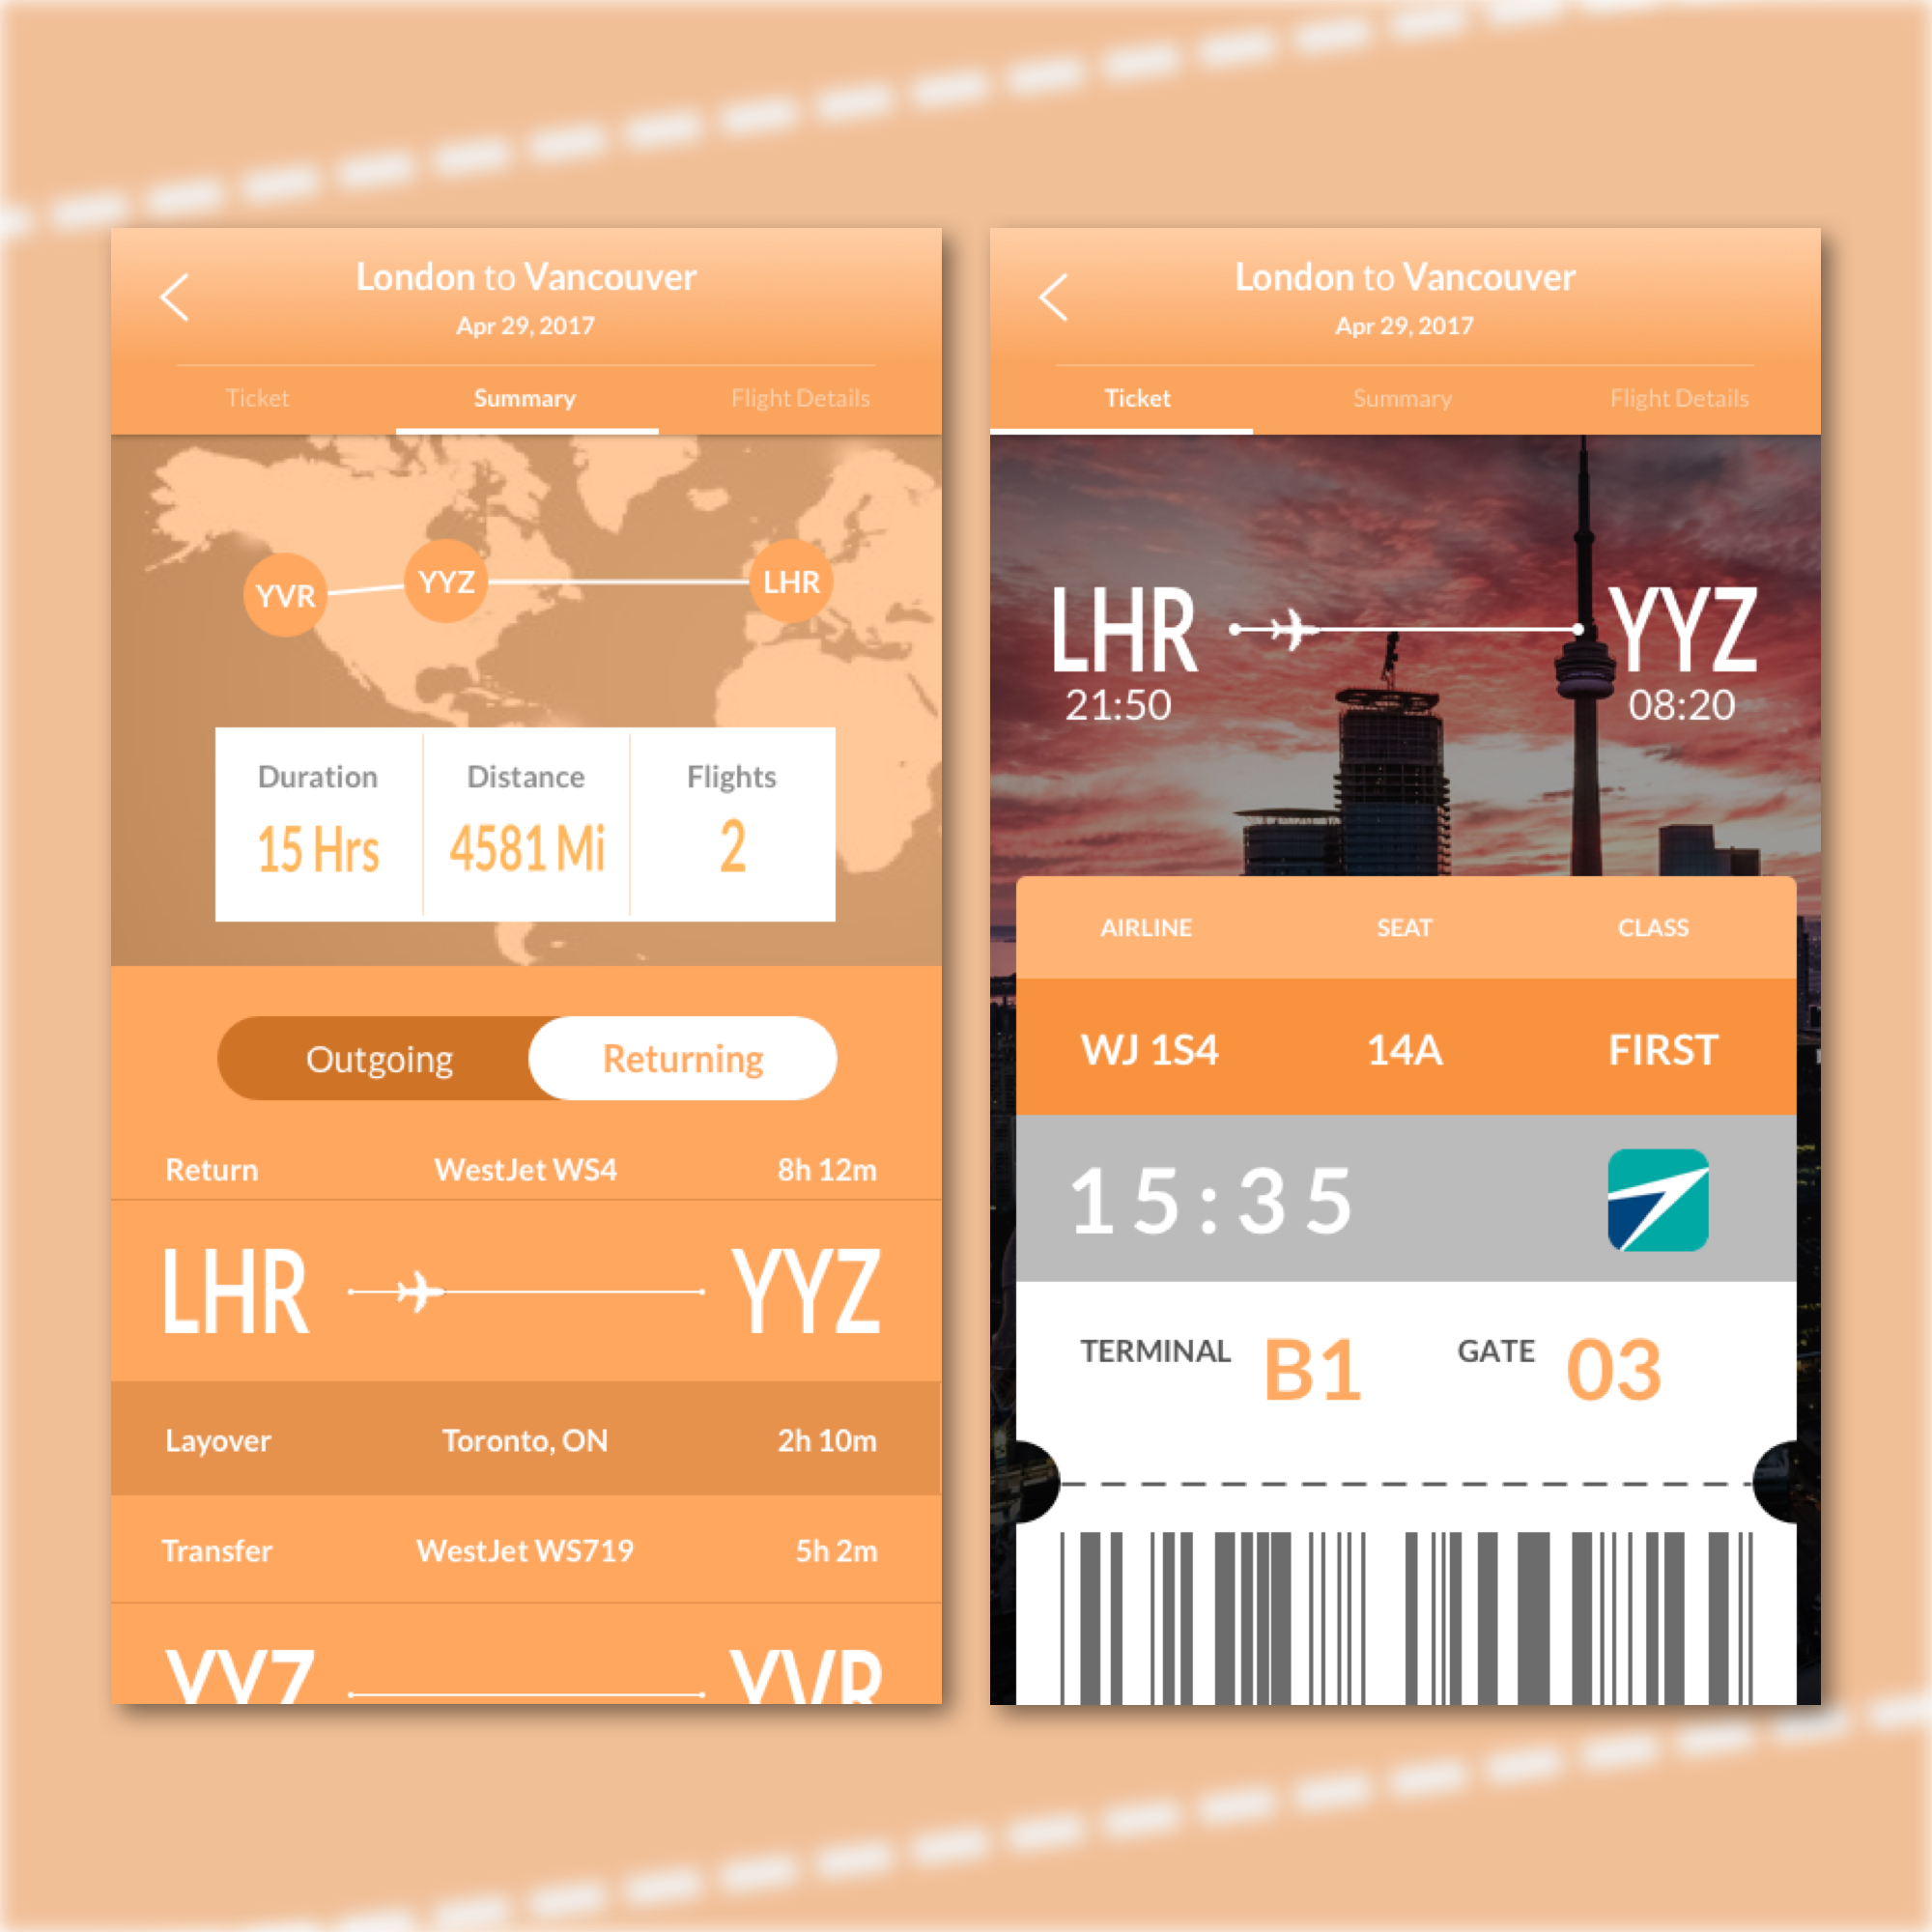 London to Vancouver
Apr 29, 2017
Ticket Summary Flight Details
YVR YYZ LHR
Duration Distance Flights
15 Hrs 4581 Mi 2
Outgoing Returning
Return WestJet WS4 8h 12m
LHR YYZ
Layover Toronto, ON 2h 10m
Transfer WestJet WS719 5h 2m
YYZ YVR
London to Vancouver
Apr 29, 2017
Ticket Summary Flight Details
LHR YYZ
21:50 08:20
AIRLINE SEAT CLASS
WJ 1S4 14A FIRST
15:35
TERMINAL B1 GATE 03